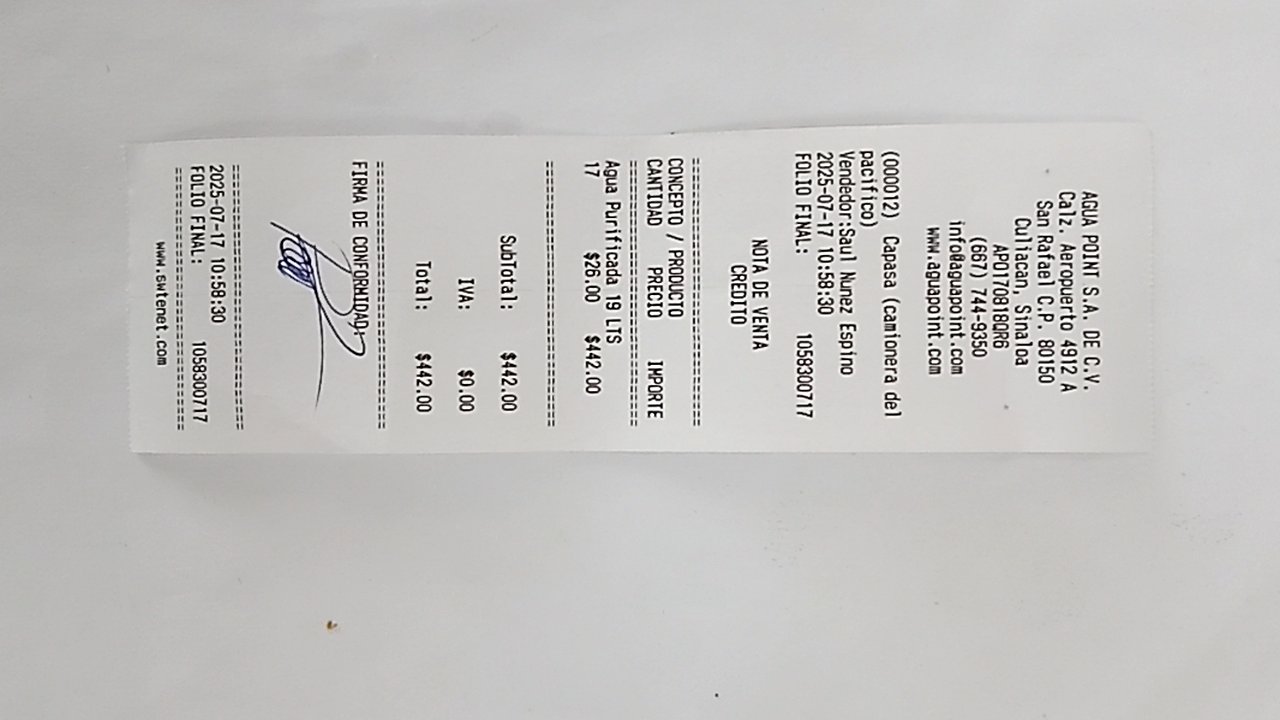 AGUA POINT S.A. DE C.V.
Calz. Aeropuerto 4912 A
San Rafael C.P. 80150
Culiacan, Sinaloa
APO170818QR6
(667) 744-9350
info@aguapoint.com
www.aguapoint.com
(000012) Capasa (camionera del
pacifico)
Vendedor:Saul Nunez Espino
2025-07-17 10:58:30
FOLIO FINAL: 1058300717
NOTA DE VENTA
CREDITO
==============================
CONCEPTO / PRODUCTO
CANTIDAD PRECIO IMPORTE
==============================
Agua Purificada 19 LTS
17 $26.00 $442.00
==============================
SubTotal: $442.00
IVA: $0.00
Total: $442.00
==============================
FIRMA DE CONFORMIDAD:
==============================
2025-07-17 10:58:30
FOLIO FINAL: 1058300717
==============================
www.ewtenet.com